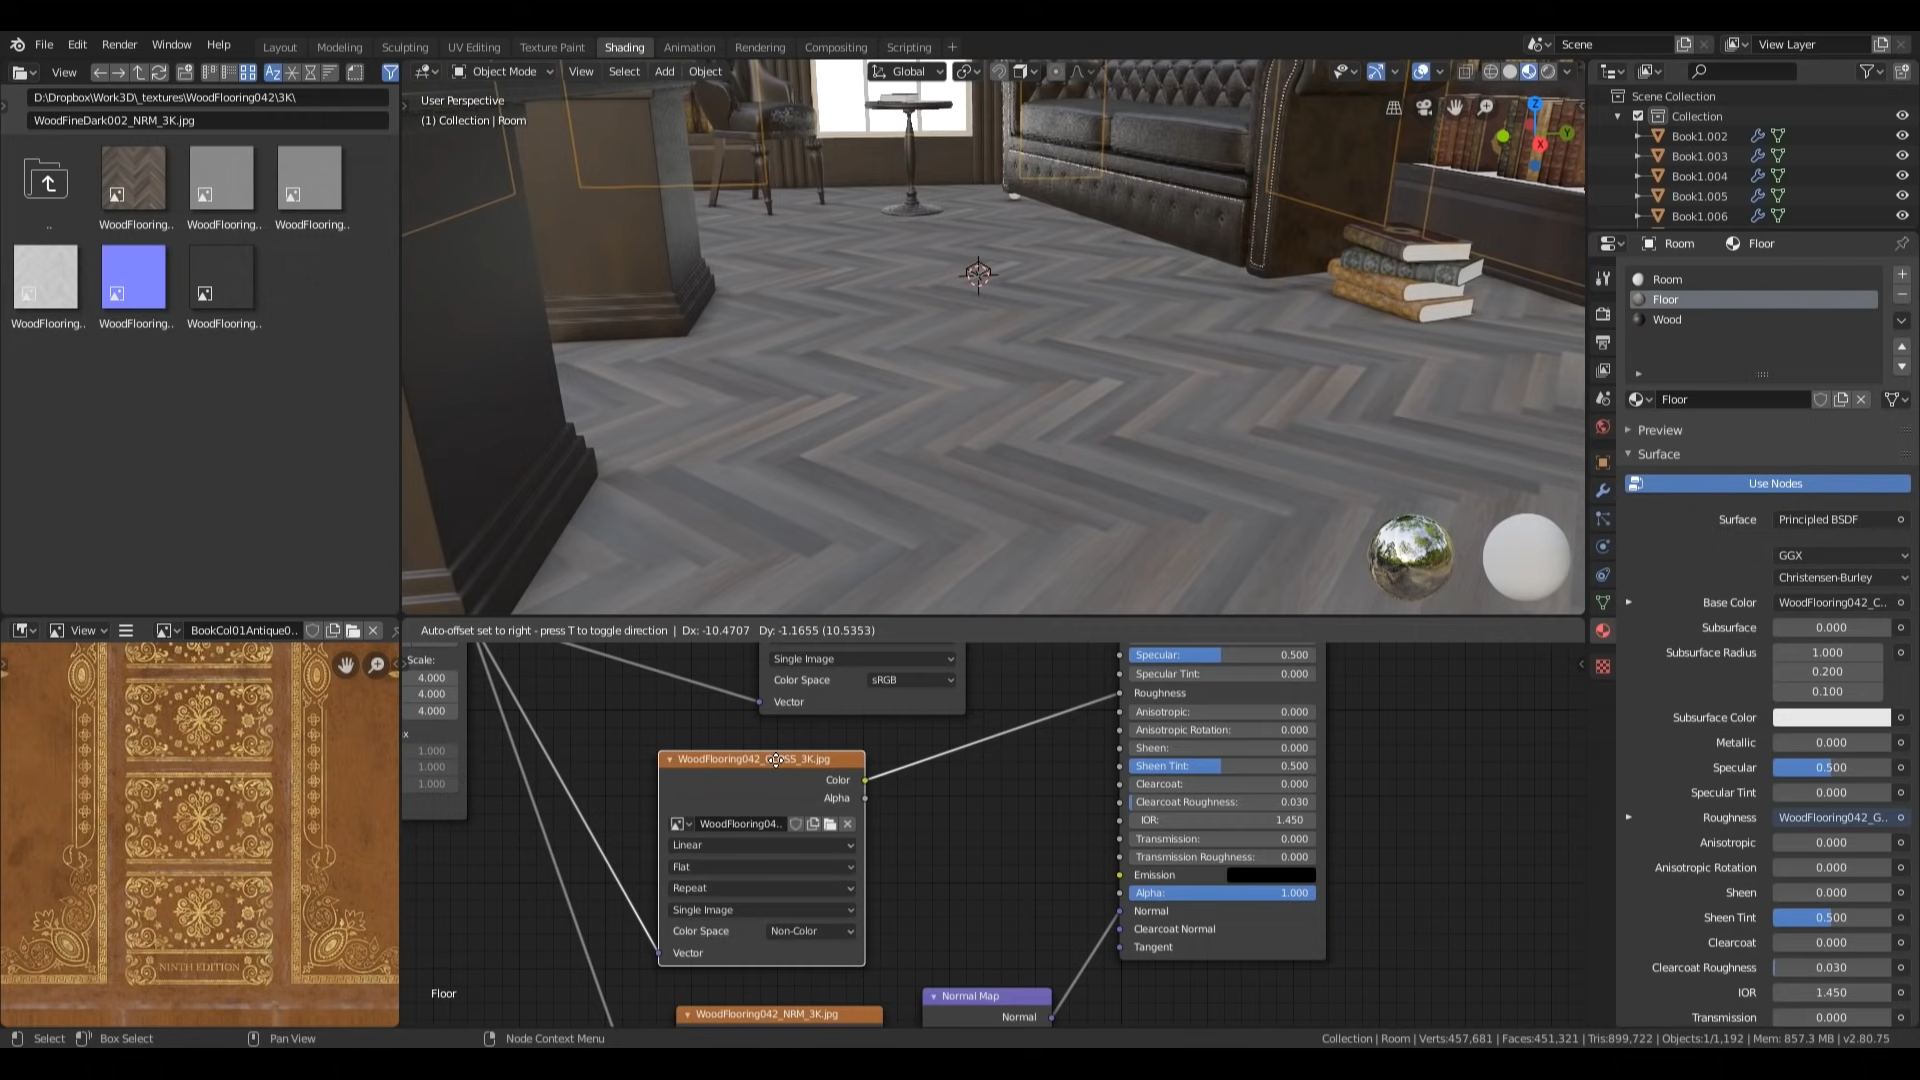 File Edit Render Window Help
Layout Modeling Sculpting UV Editing Texture Paint Shading Animation Rendering Compositing Scripting +
Scene
View Layer
View
Object Mode View Select Add Object
Global
D:\Dropbox\Work3D\_textures\WoodFlooring042\3K\
WoodFineDark002_NRM_3K.jpg
..
WoodFlooring..
WoodFlooring..
WoodFlooring..
WoodFlooring..
WoodFlooring..
WoodFlooring..
User Perspective
(1) Collection | Room
Z
Y
X
Scene Collection
Collection
Book1.002
Book1.003
Book1.004
Book1.005
Book1.006
Room Floor
Room
Floor
Wood
Floor
Preview
Surface
Use Nodes
Surface Principled BSDF
GGX
Christensen-Burley
Base Color WoodFlooring042_C..
Subsurface 0.000
Subsurface Radius 1.000
0.200
0.100
Subsurface Color
Metallic 0.000
Specular 0.500
Specular Tint 0.000
Roughness WoodFlooring042_G..
Anisotropic 0.000
Anisotropic Rotation 0.000
Sheen 0.000
Sheen Tint 0.500
Clearcoat 0.000
Clearcoat Roughness 0.030
IOR 1.450
Transmission 0.000
View BookCol01Antique0..
NINTH EDITION
Auto-offset set to right - press T to toggle direction | Dx: -10.4707 Dy: -1.1655 (10.5353)
Scale:
4.000
4.000
4.000
x
1.000
1.000
1.000
Single Image
Color Space sRGB
Vector
WoodFlooring042_GLOSS_3K.jpg
Color
Alpha
WoodFlooring04..
Linear
Flat
Repeat
Single Image
Color Space Non-Color
Vector
WoodFlooring042_NRM_3K.jpg
Normal Map
Normal
Specular: 0.500
Specular Tint: 0.000
Roughness
Anisotropic: 0.000
Anisotropic Rotation: 0.000
Sheen: 0.000
Sheen Tint: 0.500
Clearcoat: 0.000
Clearcoat Roughness: 0.030
IOR: 1.450
Transmission: 0.000
Transmission Roughness: 0.000
Emission
Alpha: 1.000
Normal
Clearcoat Normal
Tangent
Floor
Select Box Select Pan View Node Context Menu
Collection | Room | Verts:457,681 | Faces:451,321 | Tris:899,722 | Objects:1/1,192 | Mem: 857.3 MB | v2.80.75